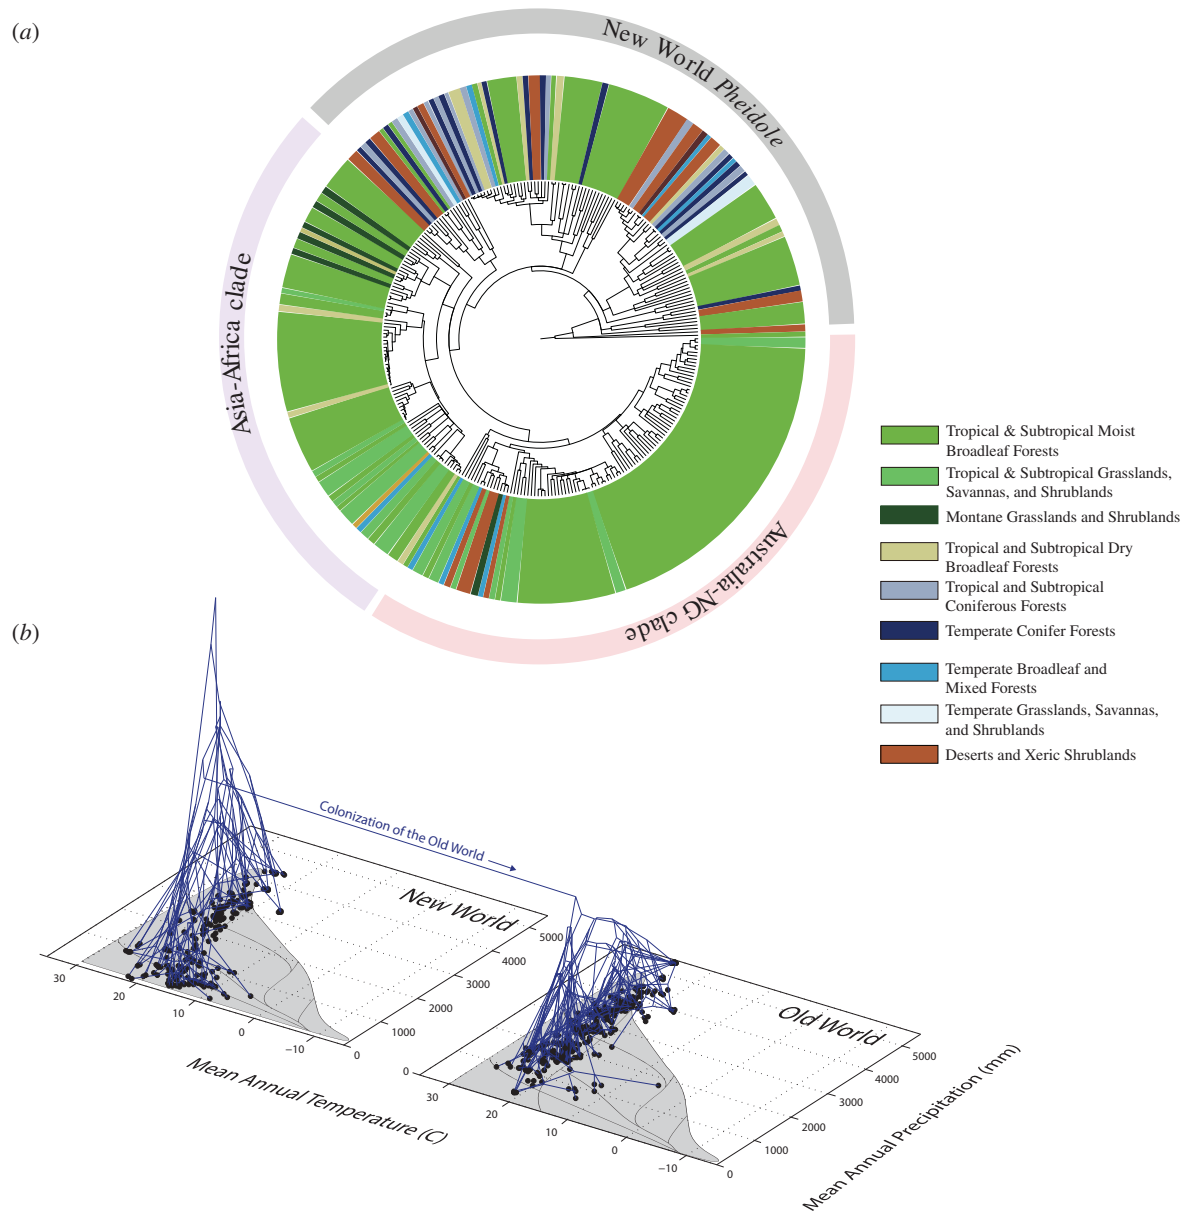 (a)
New World Pheidole
Asia-Africa clade
Australia-NG clade
Tropical & Subtropical Moist
Broadleaf Forests
Tropical & Subtropical Grasslands,
Savannas, and Shrublands
Montane Grasslands and Shrublands
Tropical and Subtropical Dry
Broadleaf Forests
Tropical and Subtropical
Coniferous Forests
Temperate Conifer Forests
Temperate Broadleaf and
Mixed Forests
Temperate Grasslands, Savannas,
and Shrublands
Deserts and Xeric Shrublands
(b)
Colonization of the Old World
New World
5000
4000
3000
2000
1000
0
30
20
10
0
−10
Mean Annual Temperature (C)
Old World
5000
4000
3000
2000
1000
0
0
30
20
10
0
−10
Mean Annual Precipitation (mm)